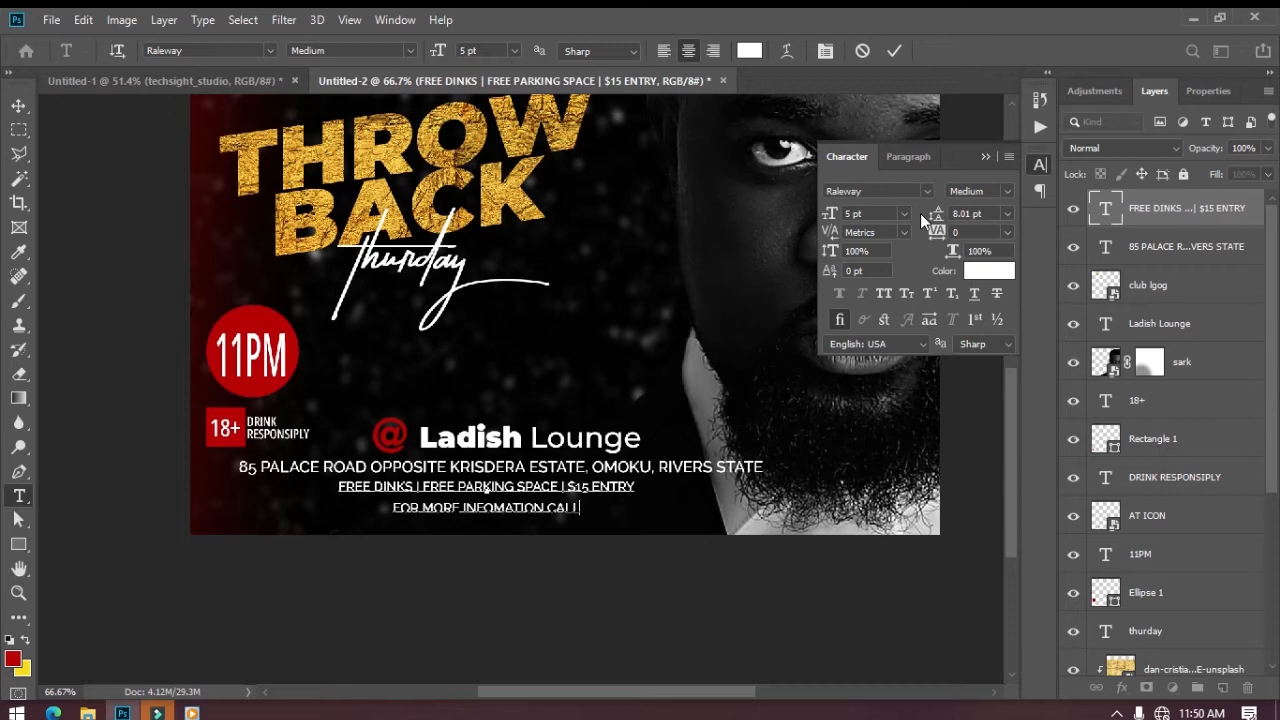 Ps File Edit Image Layer Type Select Filter 3D View Window Help
T Raleway Medium 5 pt Sharp
Untitled-1 @ 51.4% (techsight_studio, RGB/8#) * × Untitled-2 @ 66.7% (FREE DINKS | FREE PARKING SPACE | $15 ENTRY, RGB/8#) * ×
Adjustments Layers Properties
Kind
Normal Opacity: 100%
Lock: Fill: 100%
FREE DINKS ...| $15 ENTRY
85 PALACE R...VERS STATE
club lgog
Ladish Lounge
sark
18+
Rectangle 1
DRINK RESPONSIPLY
AT ICON
11PM
Ellipse 1
thurday
dan-cristia...E-unsplash
Character Paragraph
Raleway Medium
5 pt 8.01 pt
Metrics 0
100% 100%
0 pt Color:
English: USA Sharp
THROW
BACK
thurday
11PM
18+ DRINK
RESPONSIPLY
@ Ladish Lounge
85 PALACE ROAD OPPOSITE KRISDERA ESTATE, OMOKU, RIVERS STATE
FREE DINKS | FREE PARKING SPACE | $15 ENTRY
FOR MORE INFOMATION CALL
66.67% Doc: 4.12M/29.3M
11:50 AM